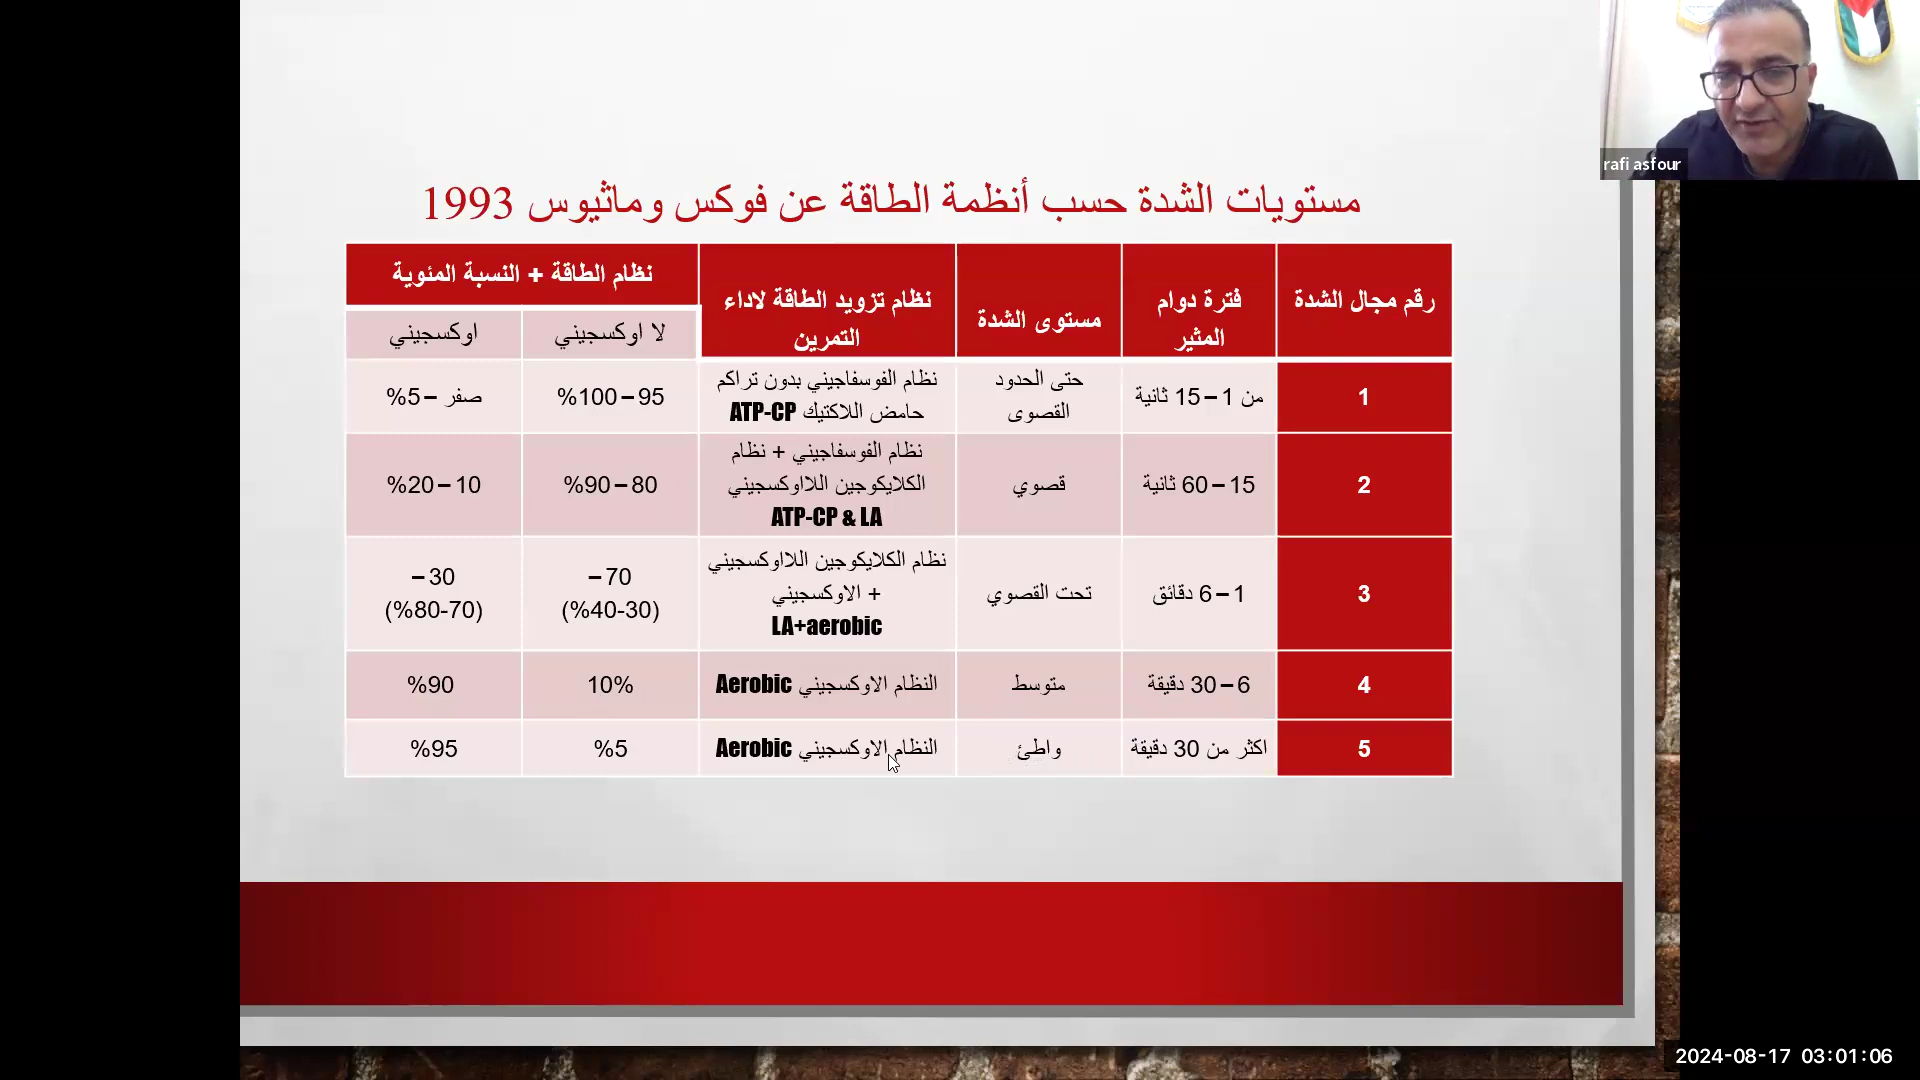 rafi asfour
مستويات الشدة حسب أنظمة الطاقة عن فوكس وماثيوس 1993
رقم مجال الشدة
فترة دوام
المثير
مستوى الشدة
نظام تزويد الطاقة لاداء
التمرين
نظام الطاقة + النسبة المئوية
لا اوكسجيني
اوكسجيني
1
من 1 – 15 ثانية
حتى الحدود
القصوى
نظام الفوسفاجيني بدون تراكم
حامض اللاكتيك ATP-CP
95 – 100%
صفر – 5%
2
15 – 60 ثانية
قصوي
نظام الفوسفاجيني + نظام
الكلايكوجين اللااوكسجيني
ATP-CP & LA
80 – 90%
10 – 20%
3
1 – 6 دقائق
تحت القصوي
نظام الكلايكوجين اللااوكسجيني
+ الاوكسجيني
LA+aerobic
70 –
(30-40%)
30 –
(70-80%)
4
6 – 30 دقيقة
متوسط
النظام الاوكسجيني Aerobic
10%
%90
5
اكثر من 30 دقيقة
واطئ
النظام الاوكسجيني Aerobic
%5
%95
2024-08-17 03:01:06